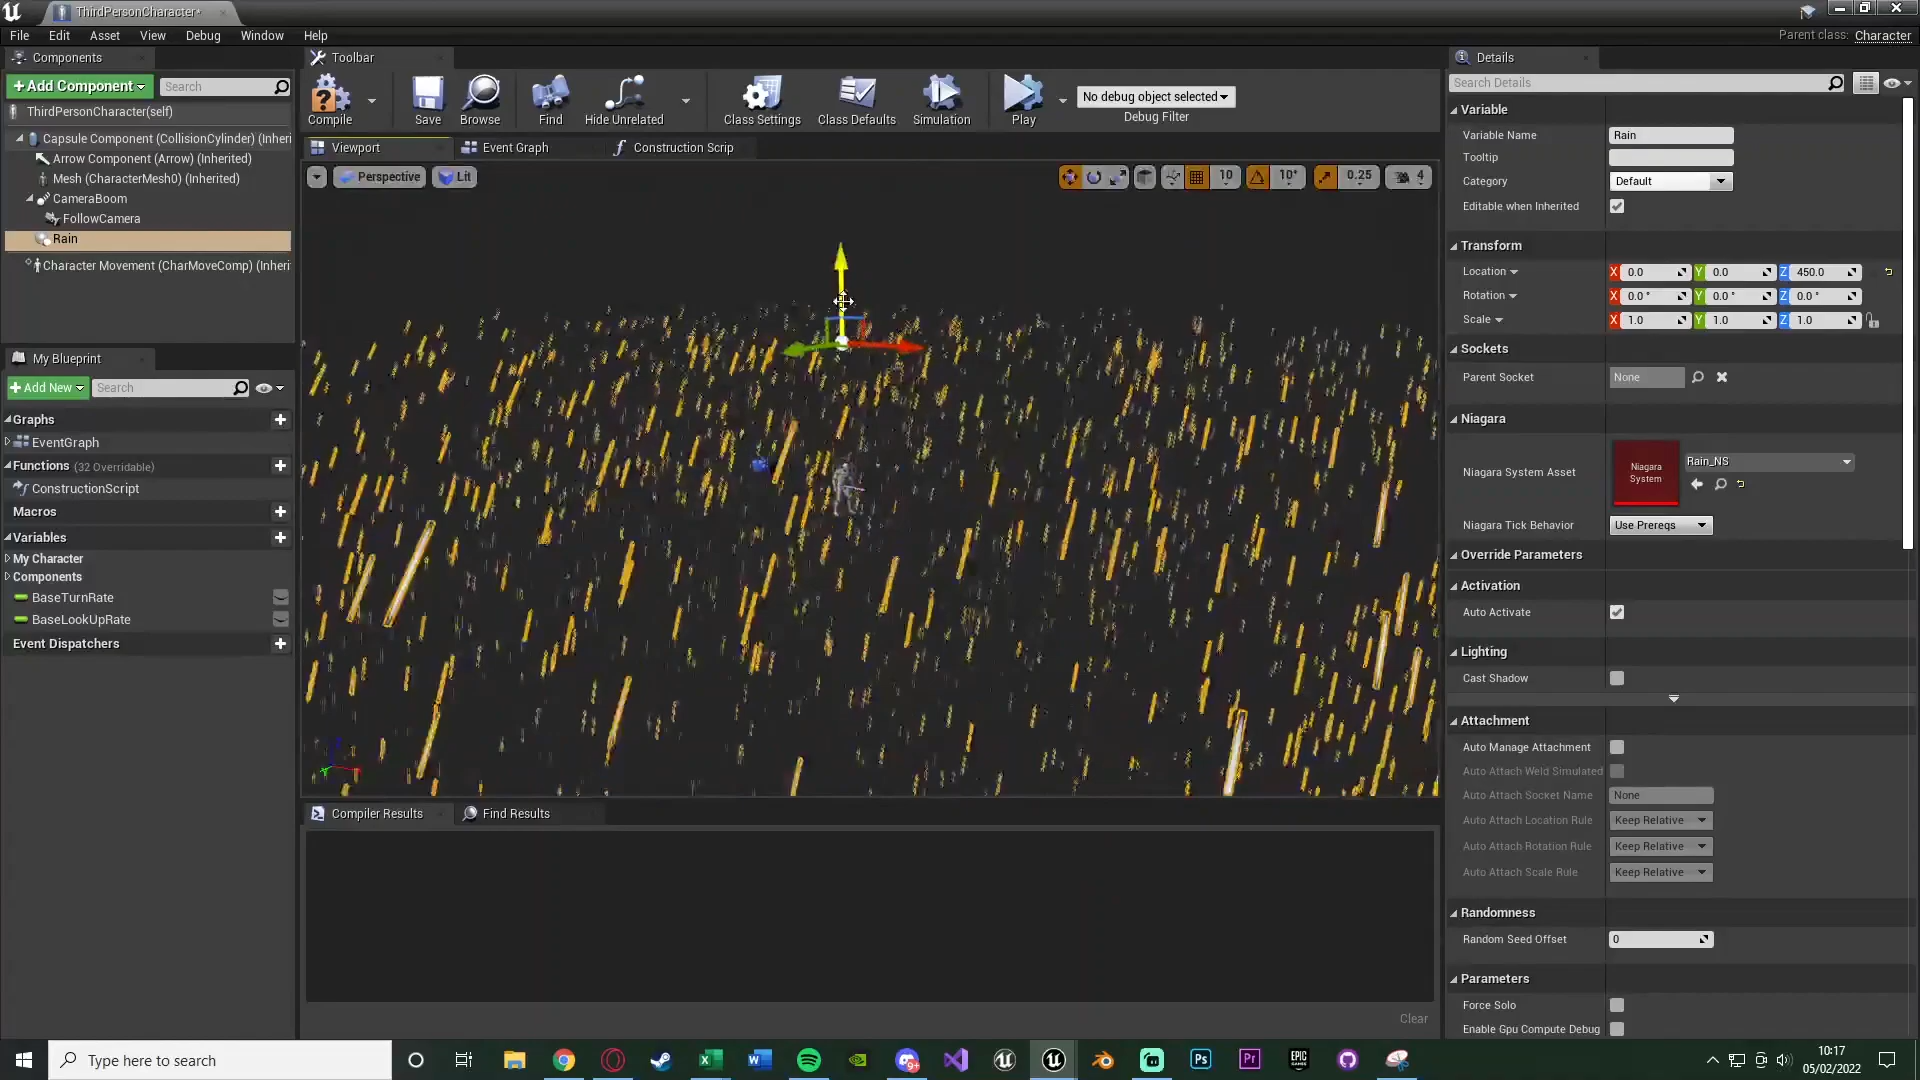 ThirdPersonCharacter*
File Edit Asset View Debug Window Help
Parent class: Character
Components
+Add Component
Search
ThirdPersonCharacter(self)
Capsule Component (CollisionCylinder) (Inheri
Arrow Component (Arrow) (Inherited)
Mesh (CharacterMesh0) (Inherited)
CameraBoom
FollowCamera
Rain
Character Movement (CharMoveComp) (Inheri
My Blueprint
+Add New
Search
Graphs
EventGraph
Functions (32 Overridable)
ConstructionScript
Macros
Variables
My Character
Components
BaseTurnRate
BaseLookUpRate
Event Dispatchers
Toolbar
Compile
Save
Browse
Find
Hide Unrelated
Class Settings
Class Defaults
Simulation
Play
No debug object selected
Debug Filter
Viewport
Event Graph
Construction Scrip
Perspective
Lit
10
10°
0.25
4
Compiler Results
Find Results
Clear
Details
Search Details
Variable
Variable Name Rain
Tooltip
Category Default
Editable when Inherited
Transform
Location X 0.0 Y 0.0 Z 450.0
Rotation X 0.0 ° Y 0.0 ° Z 0.0 °
Scale X 1.0 Y 1.0 Z 1.0
Sockets
Parent Socket None
Niagara
Niagara System Asset
Niagara
System
Rain_NS
Niagara Tick Behavior Use Prereqs
Override Parameters
Activation
Auto Activate
Lighting
Cast Shadow
Attachment
Auto Manage Attachment
Auto Attach Weld Simulated
Auto Attach Socket Name None
Auto Attach Location Rule Keep Relative
Auto Attach Rotation Rule Keep Relative
Auto Attach Scale Rule Keep Relative
Randomness
Random Seed Offset 0
Parameters
Force Solo
Enable Gpu Compute Debug
Type here to search
10:17
05/02/2022